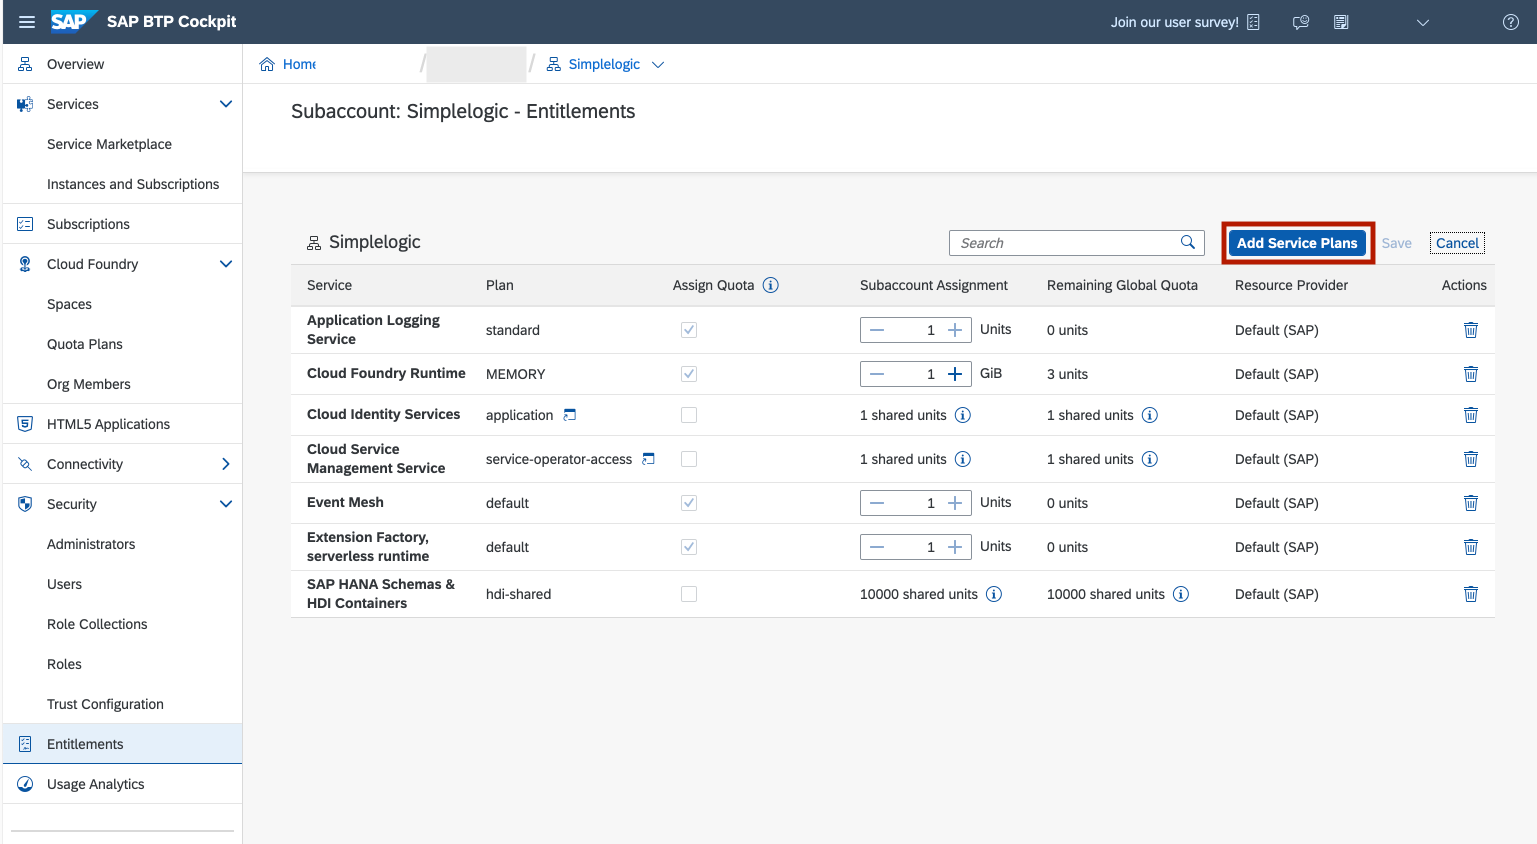 SAP SAP BTP Cockpit
Join our user survey!
Overview
Services
Service Marketplace
Instances and Subscriptions
Subscriptions
Cloud Foundry
Spaces
Quota Plans
Org Members
HTML5 Applications
Connectivity
Security
Administrators
Users
Role Collections
Roles
Trust Configuration
Entitlements
Usage Analytics
Home / / Simplelogic
Subaccount: Simplelogic - Entitlements
Simplelogic
Search
Add Service Plans
Save
Cancel
Service Plan Assign Quota Subaccount Assignment Remaining Global Quota Resource Provider Actions
Application Logging
Service
standard 1 Units 0 units Default (SAP)
Cloud Foundry Runtime MEMORY 1 GiB 3 units Default (SAP)
Cloud Identity Services application 1 shared units 1 shared units Default (SAP)
Cloud Service
Management Service
service-operator-access 1 shared units 1 shared units Default (SAP)
Event Mesh default 1 Units 0 units Default (SAP)
Extension Factory,
serverless runtime
default 1 Units 0 units Default (SAP)
SAP HANA Schemas &
HDI Containers
hdi-shared 10000 shared units 10000 shared units Default (SAP)